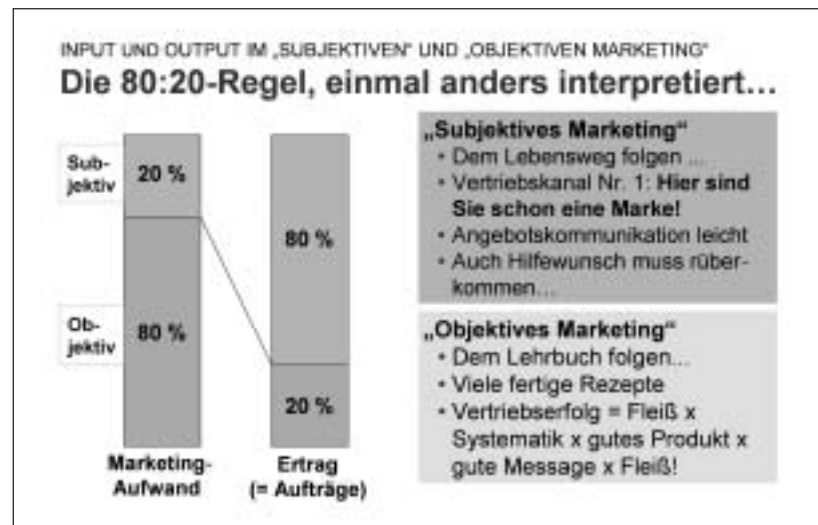 INPUT UND OUTPUT IM „SUBJEKTIVEN“ UND „OBJEKTIVEN MARKETING“
Die 80:20-Regel, einmal anders interpretiert…
Sub-
jektiv
20 %
80 %
Ob-
jektiv
80 %
20 %
Marketing-
Aufwand
Ertrag
(= Aufträge)
„Subjektives Marketing“
• Dem Lebensweg folgen ...
• Vertriebskanal Nr. 1: Hier sind
Sie schon eine Marke!
• Angebotskommunikation leicht
• Auch Hilfewunsch muss rüber-
kommen…
„Objektives Marketing“
• Dem Lehrbuch folgen…
• Viele fertige Rezepte
• Vertriebserfolg = Fleiß x
Systematik x gutes Produkt x
gute Message x Fleiß!